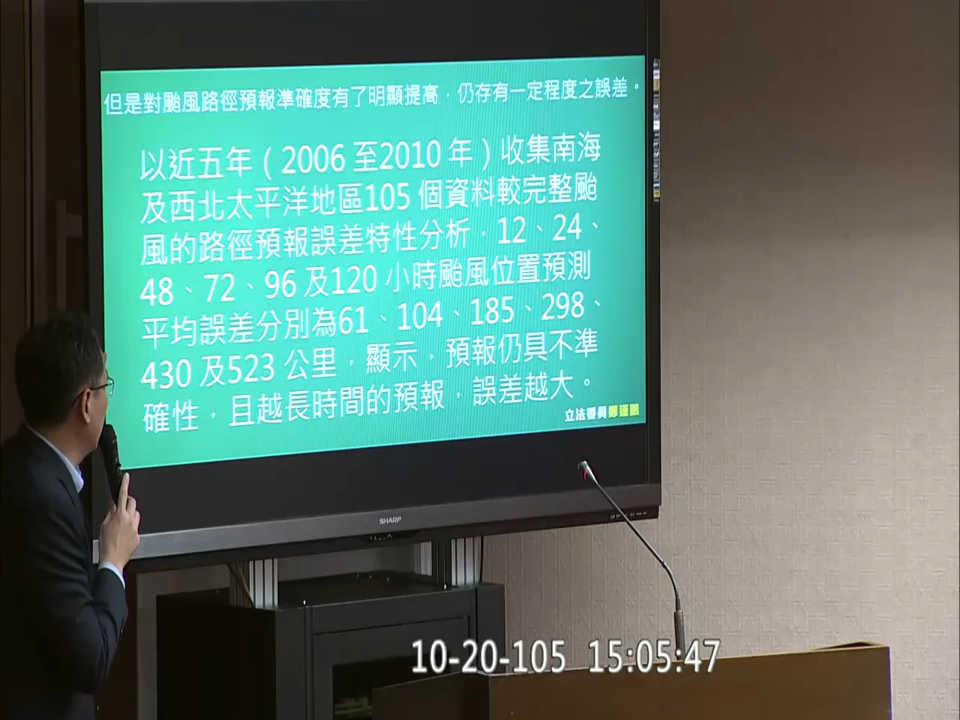 但是對颱風路徑預報準確度有了明顯提高，仍存有一定程度之誤差。
以近五年（2006 至2010 年）收集南海
及西北太平洋地區105 個資料較完整颱
風的路徑預報誤差特性分析，12、24、
48、72、96 及120 小時颱風位置預測
平均誤差分別為61、104、185、298、
430 及523 公里，顯示，預報仍具不準
確性，且越長時間的預報，誤差越大。
立法委員鄭運鵬
SHARP
10-20-105 15:05:47